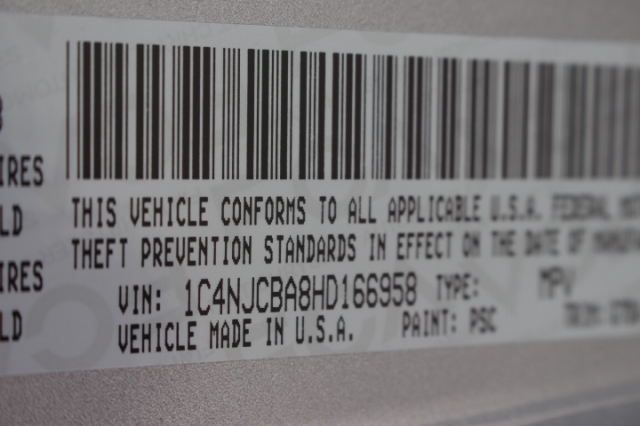 IRES
LD
IRES
LD
THIS VEHICLE CONFORMS TO ALL APPLICABLE U.S.A. FEDERAL
THEFT PREVENTION STANDARDS IN EFFECT ON THE DATE OF
VIN: 1C4NJCBA8HD166958 TYPE: MPV
VEHICLE MADE IN U.S.A. PAINT: PSC
TRIM: